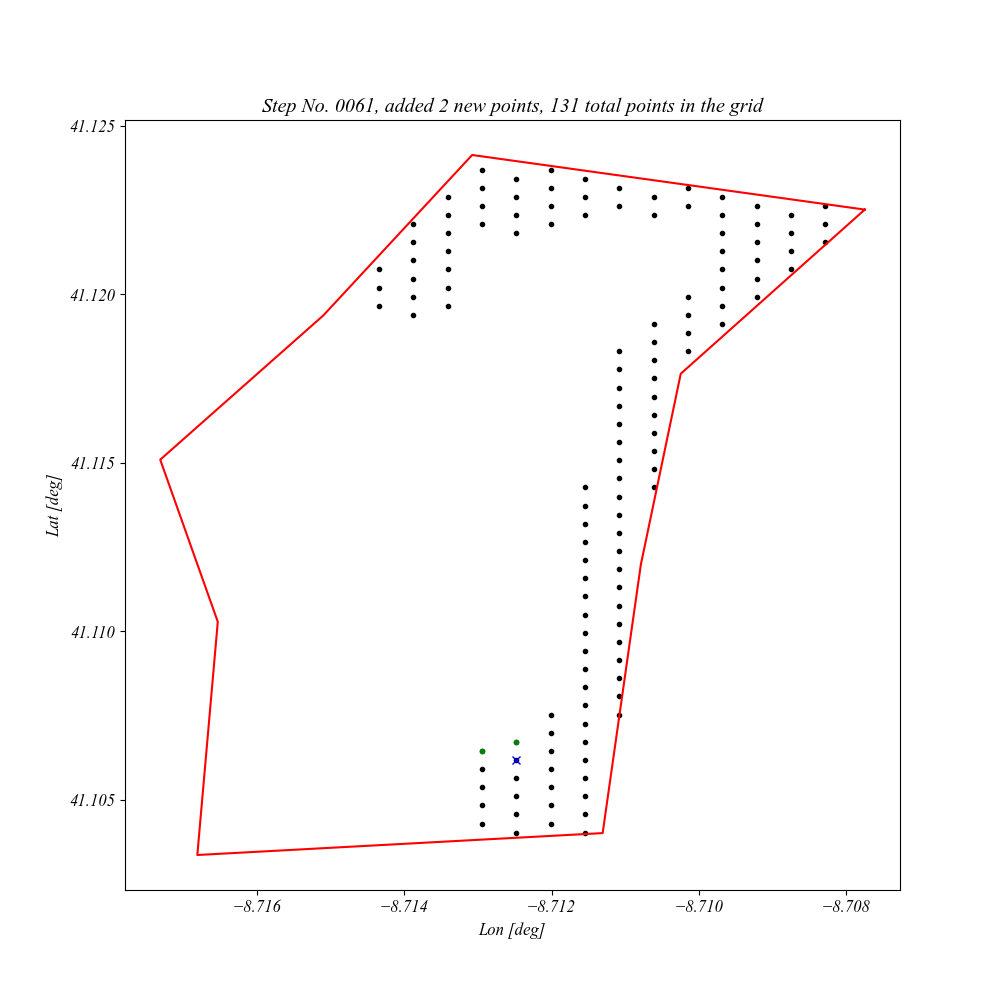 Step No. 0061, added 2 new points, 131 total points in the grid
41.125
41.120
41.115
41.110
41.105
Lat [deg]
−8.716 −8.714 −8.712 −8.710 −8.708
Lon [deg]